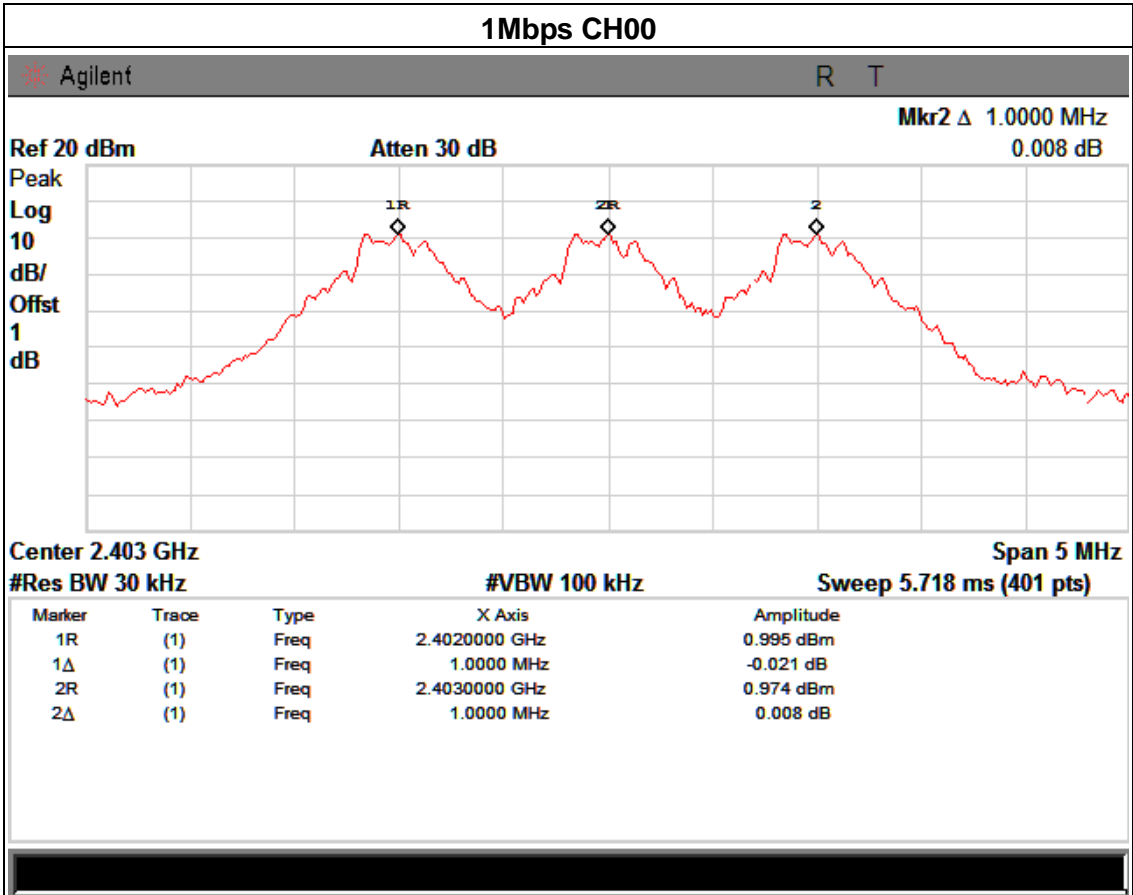 1Mbps CH00
Agilent R T
Mkr2 Δ 1.0000 MHz
Ref 20 dBm Atten 30 dB 0.008 dB
Peak
Log
10
dB/
Offst
1
dB
1R 2R 2
Center 2.403 GHz Span 5 MHz
#Res BW 30 kHz #VBW 100 kHz Sweep 5.718 ms (401 pts)
Marker Trace Type X Axis Amplitude
1R (1) Freq 2.4020000 GHz 0.995 dBm
1Δ (1) Freq 1.0000 MHz -0.021 dB
2R (1) Freq 2.4030000 GHz 0.974 dBm
2Δ (1) Freq 1.0000 MHz 0.008 dB